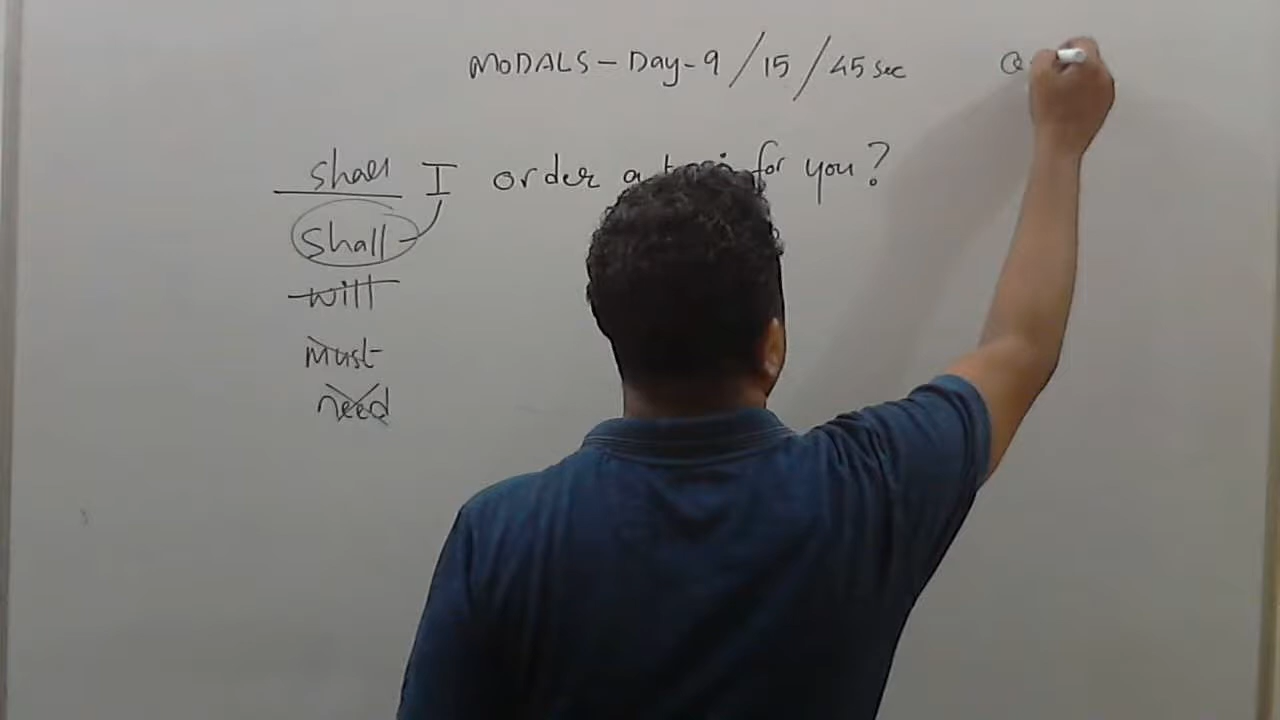 MODALS - Day - 9 / 15 / 45 sec
shall I order a for you?
shall
will
must
need